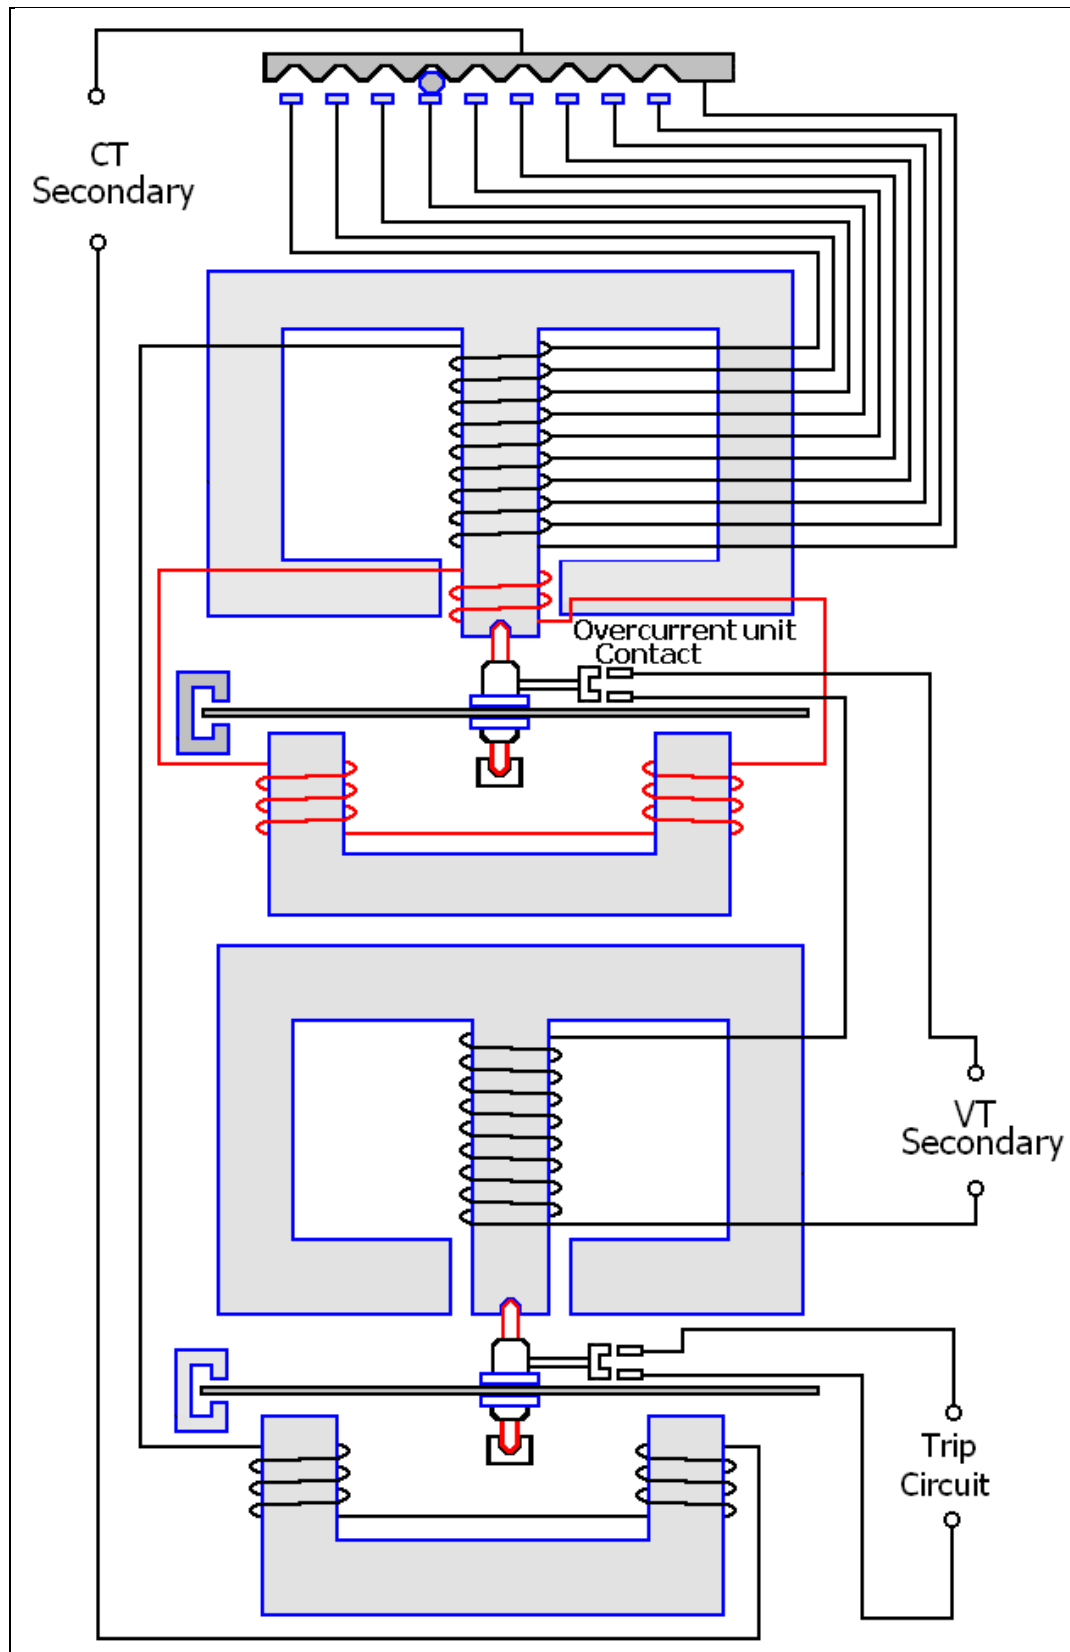 CT
Secondary
Overcurrent unit
Contact
VT
Secondary
Trip
Circuit